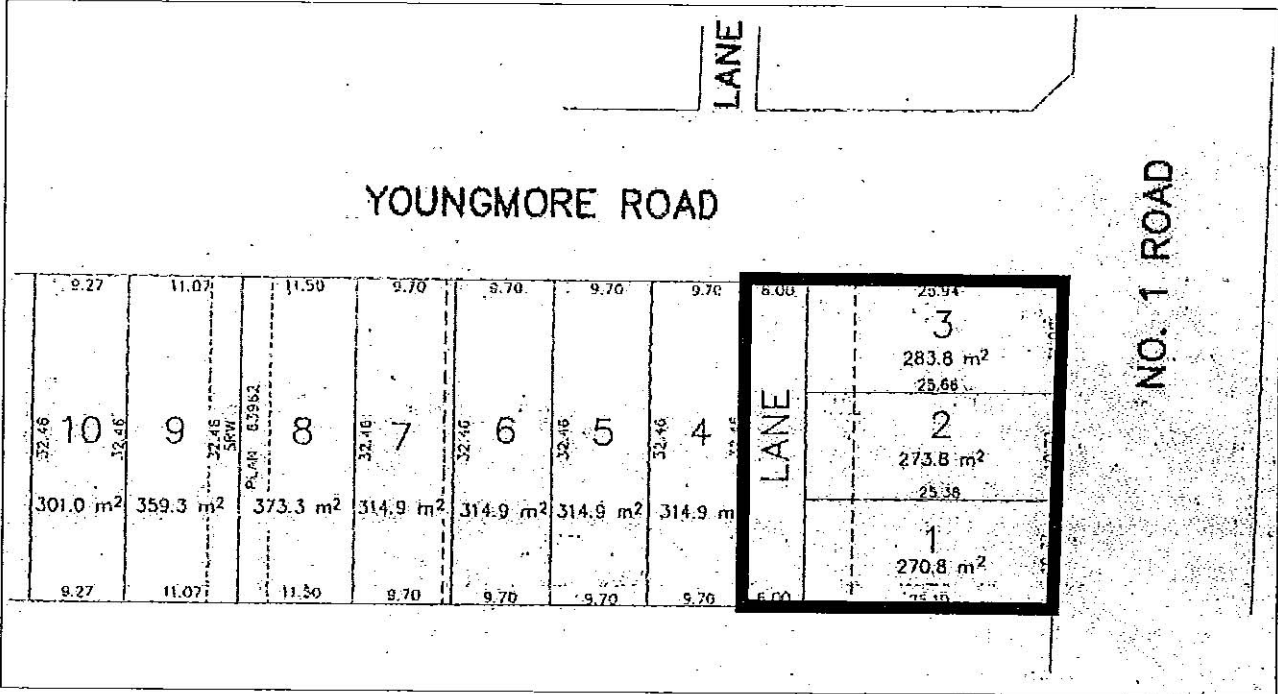 LANE
YOUNGMORE ROAD
NO. 1 ROAD
9.27 11.07 11.50 9.70 9.70 9.70 9.70 6.00 25.94
3
283.8 m²
25.66
10 9 8 7 6 5 4
32.46 32.46 32.46 32.46 32.46 32.46 32.46
SRW
PLAN 63962
LANE
2
273.8 m²
25.38
301.0 m² 359.3 m² 373.3 m² 314.9 m² 314.9 m² 314.9 m² 314.9 m
1
270.8 m²
9.27 11.07 11.50 9.70 9.70 9.70 9.70 6.00